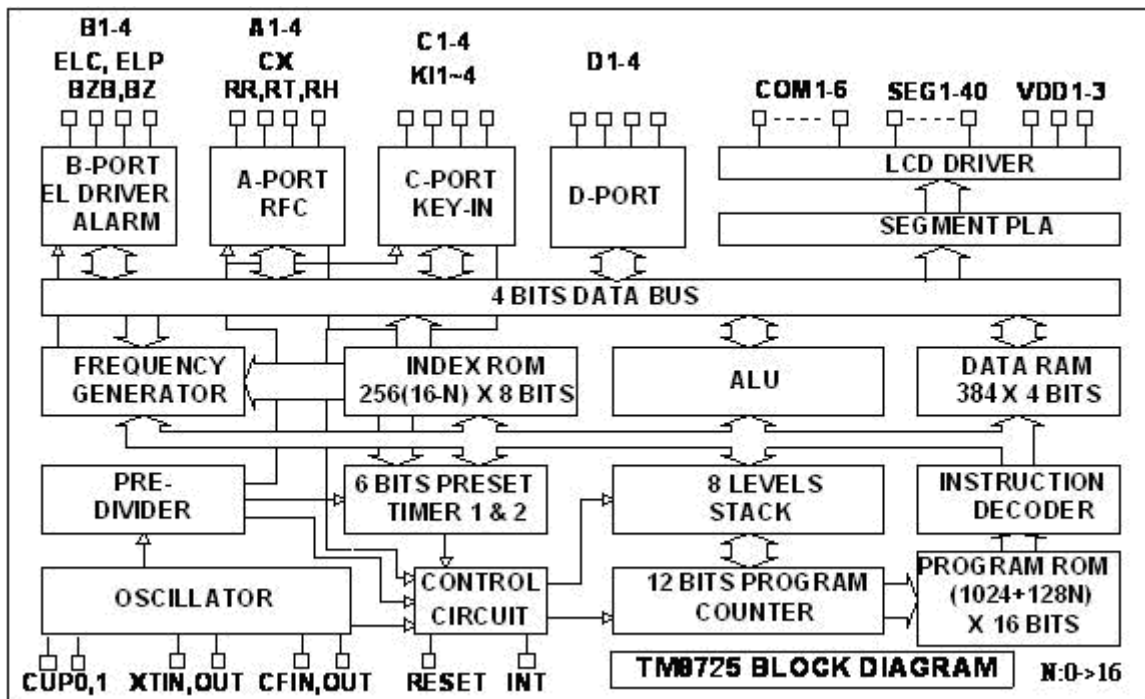 B1-4
ELC, ELP
BZB,BZ
A1-4
CX
RR,RT,RH
C1-4
KI1~4
D1-4
COM1-6
SEG1-40
VDD1-3
B-PORT
EL DRIVER
ALARM
A-PORT
RFC
C-PORT
KEY-IN
D-PORT
LCD DRIVER
SEGMENT PLA
4 BITS DATA BUS
FREQUENCY
GENERATOR
INDEX ROM
256(16-N) X 8 BITS
ALU
DATA RAM
384 X 4 BITS
PRE-
DIVIDER
6 BITS PRESET
TIMER 1 & 2
8 LEVELS
STACK
INSTRUCTION
DECODER
OSCILLATOR
CONTROL
CIRCUIT
12 BITS PROGRAM
COUNTER
PROGRAM ROM
(1024+128N)
X 16 BITS
CUP0,1
XTIN,OUT
CFIN,OUT
RESET
INT
TM8725 BLOCK DIAGRAM
N:0->16